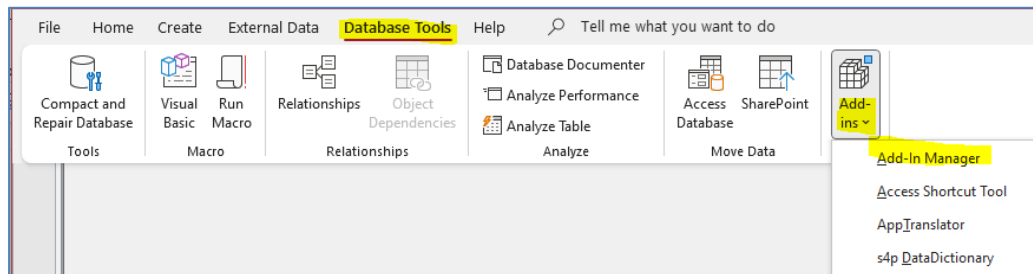 File Home Create External Data Database Tools Help Tell me what you want to do
Compact and
Repair Database
Tools
Visual
Basic
Run
Macro
Macro
Relationships
Object
Dependencies
Relationships
Database Documenter
Analyze Performance
Analyze Table
Analyze
Access
Database
SharePoint
Move Data
Add-
ins
Add-In Manager
Access Shortcut Tool
AppTranslator
s4p DataDictionary